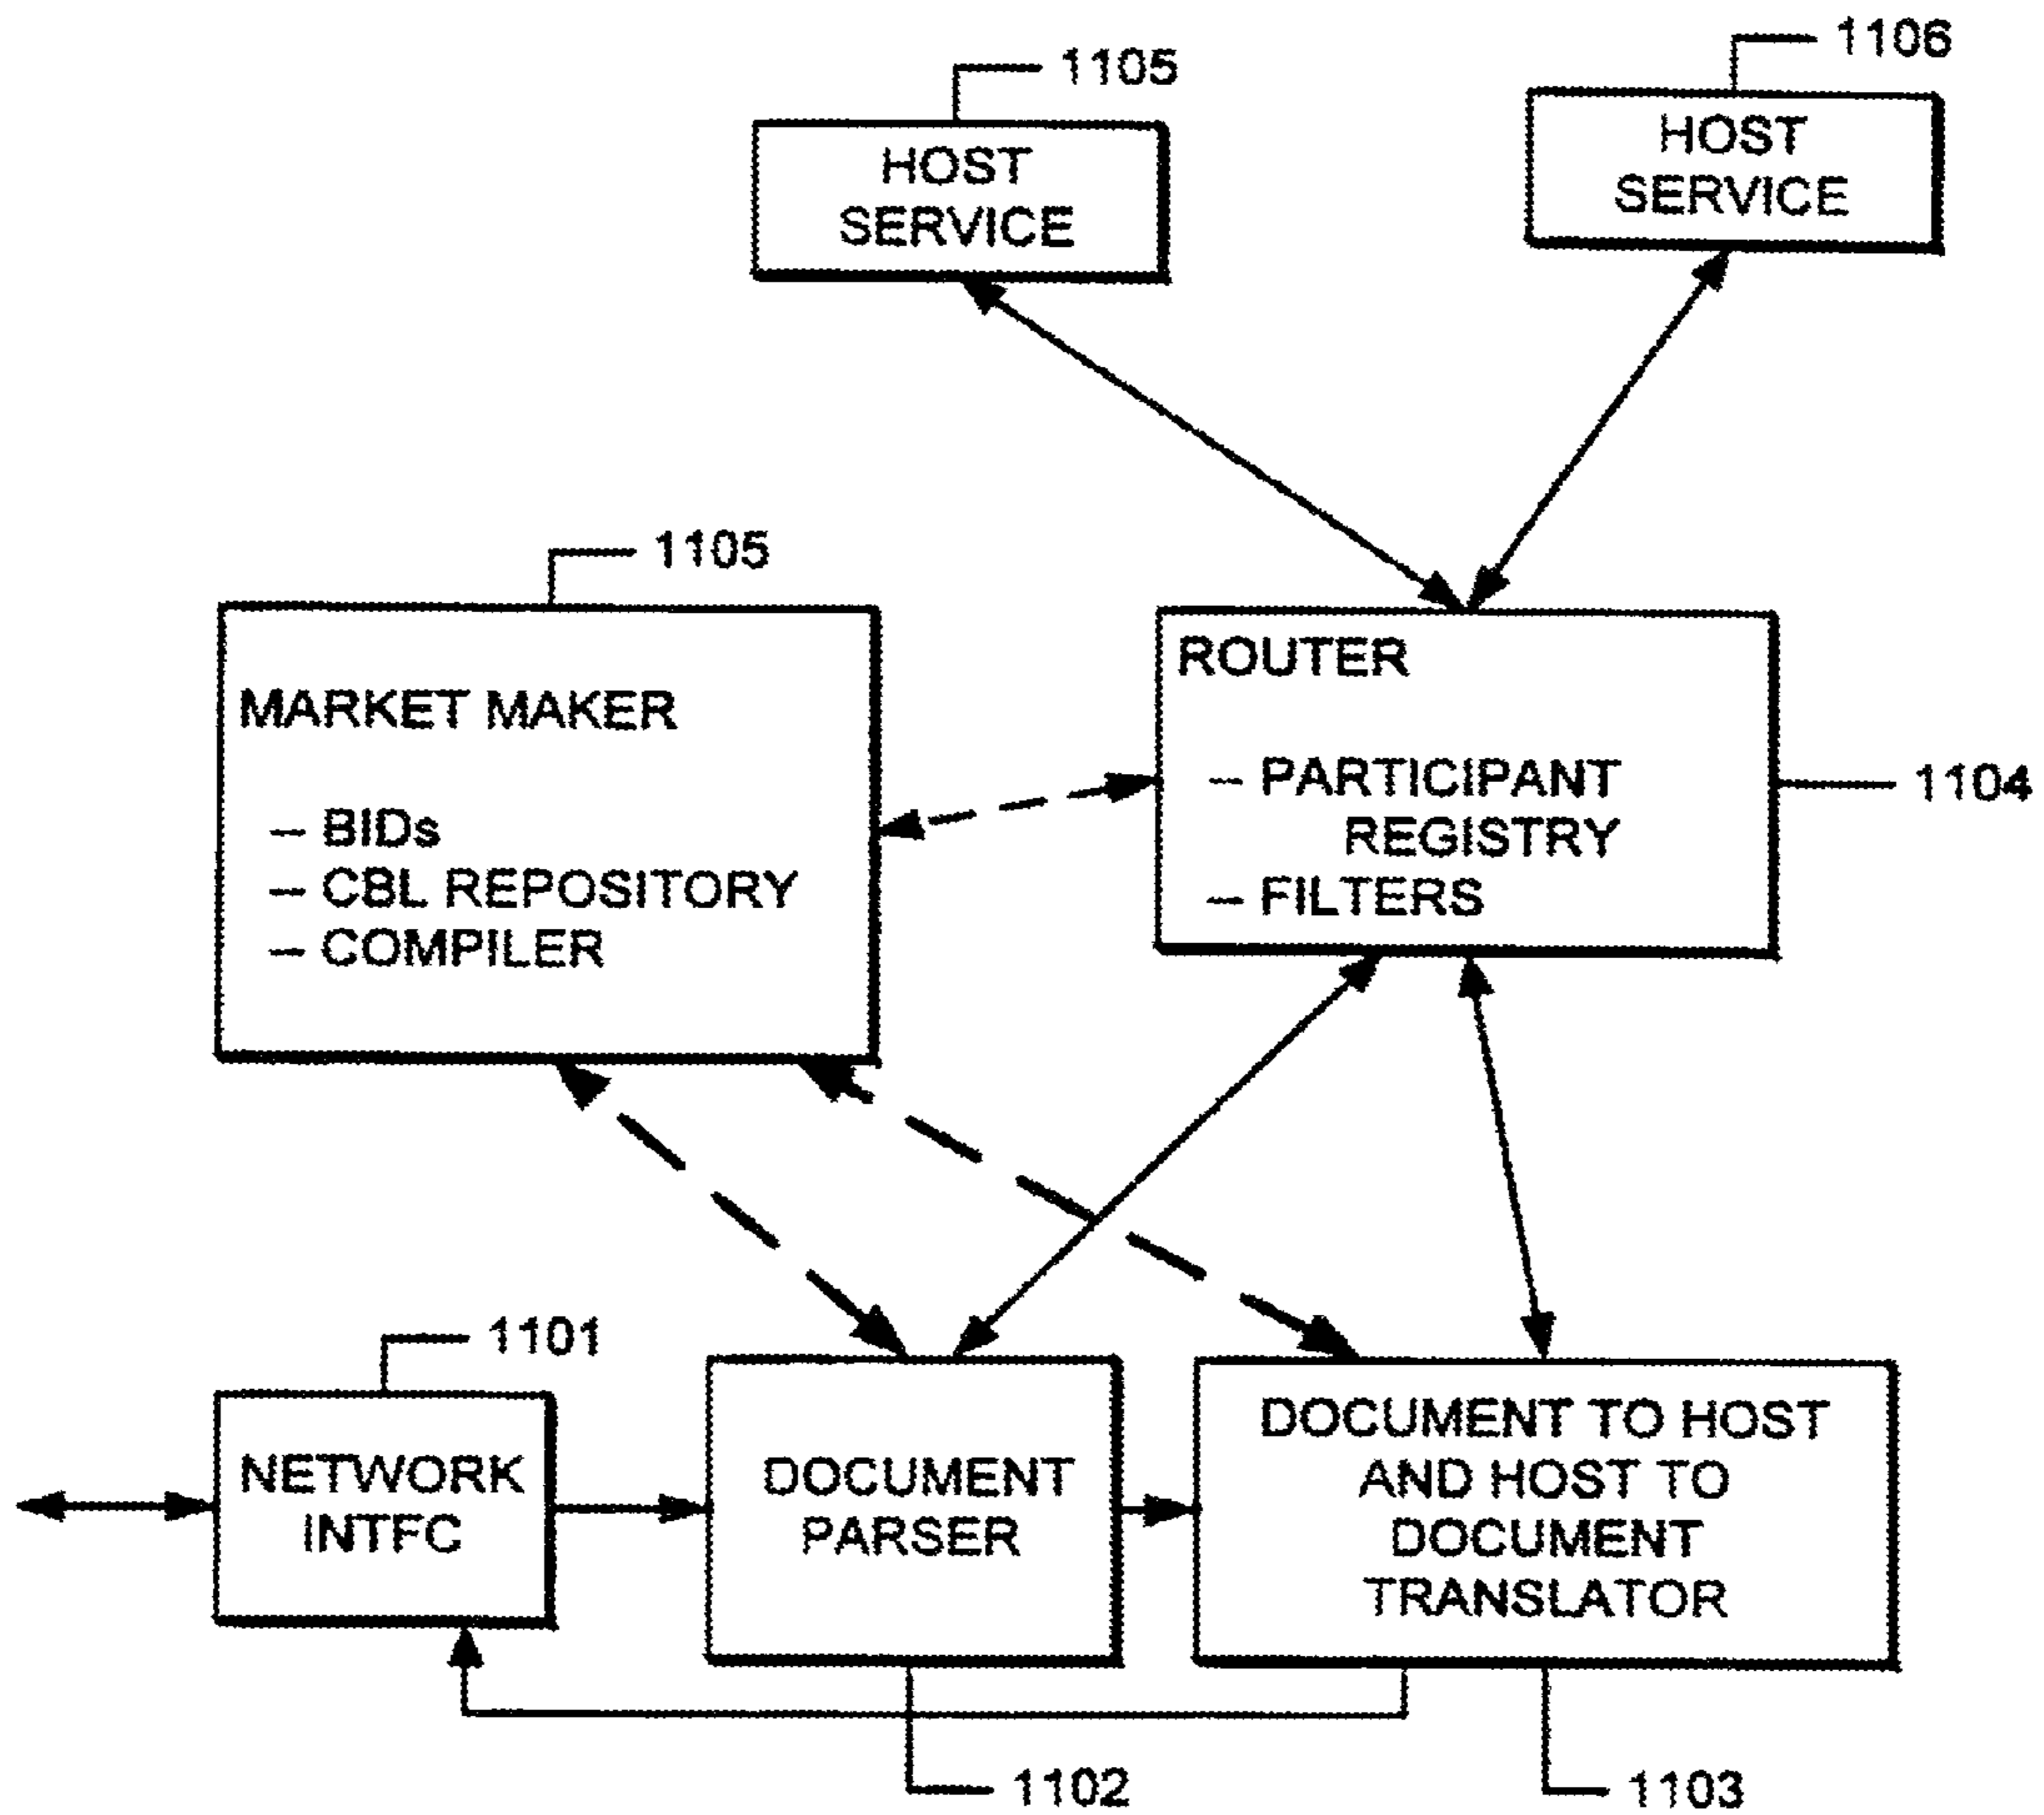 1106
1105
HOST
SERVICE
HOST
SERVICE
1105
MARKET MAKER
– BIDs
– CBL REPOSITORY
– COMPILER
ROUTER
– PARTICIPANT
REGISTRY
– FILTERS
1104
1101
NETWORK
INTFC
DOCUMENT
PARSER
DOCUMENT TO HOST
AND HOST TO
DOCUMENT
TRANSLATOR
1102
1103